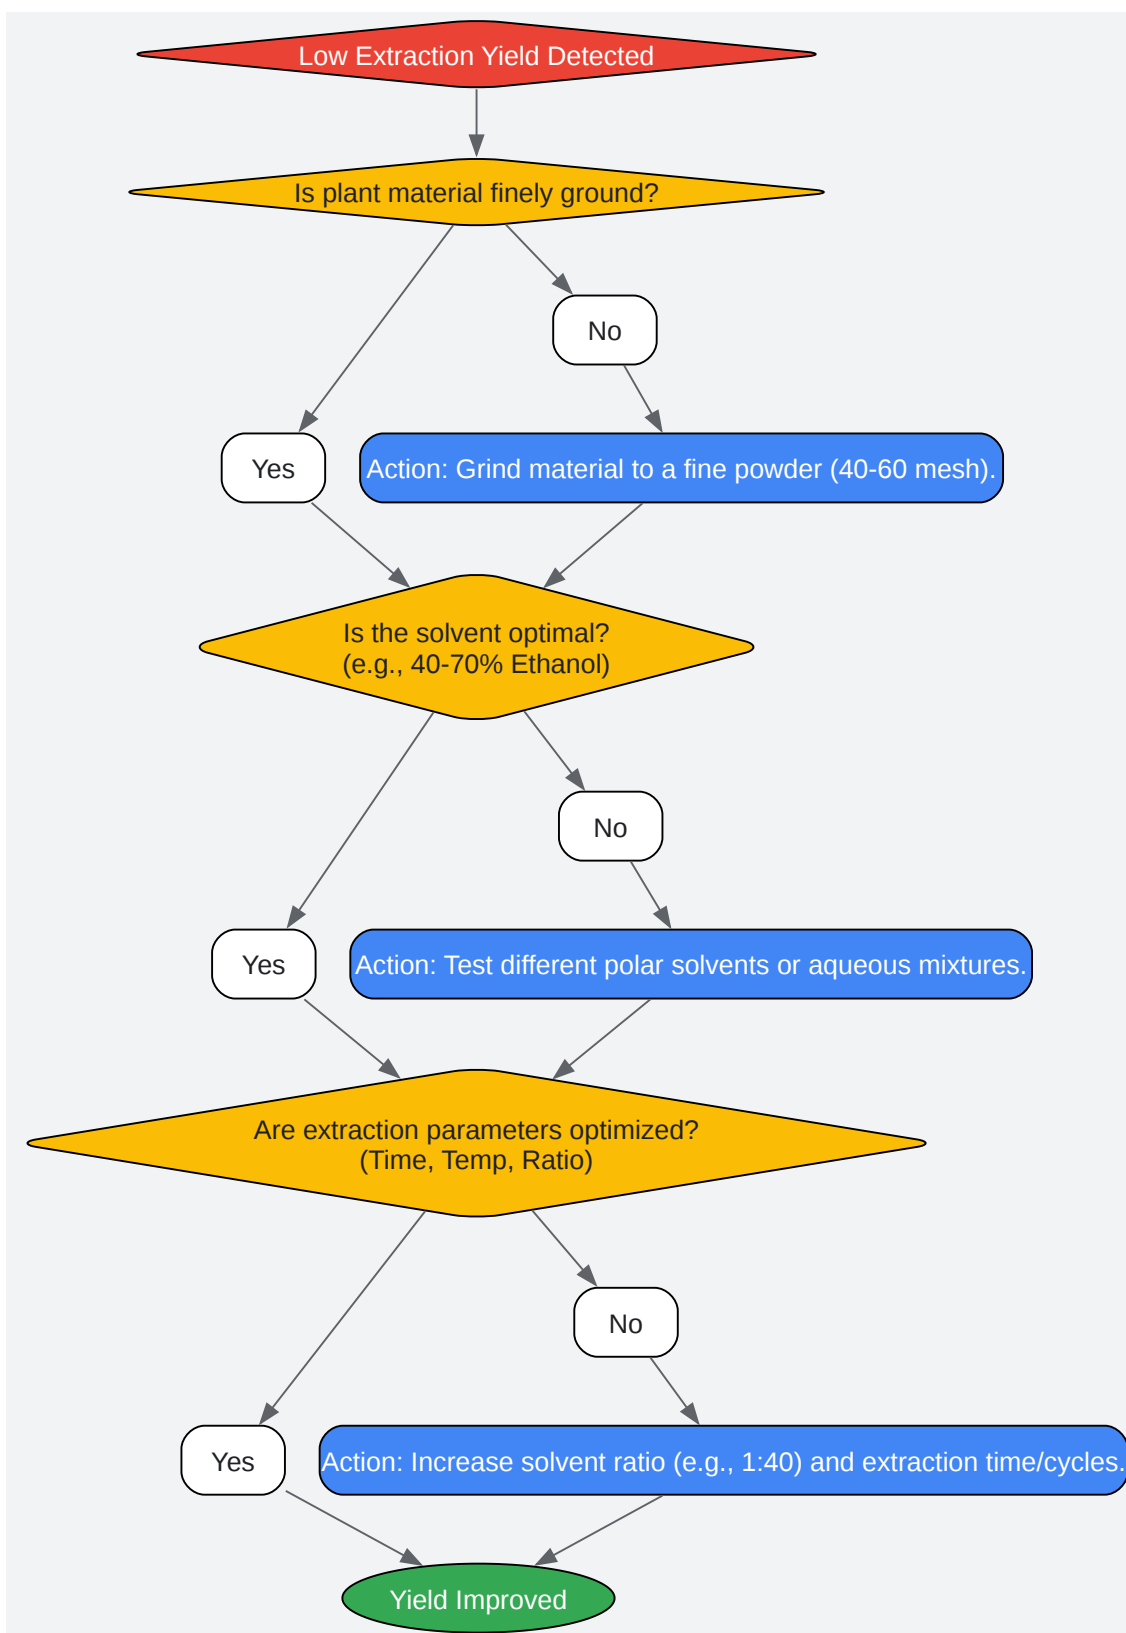 Low Extraction Yield Detected
Is plant material finely ground?
No
Yes
Action: Grind material to a fine powder (40-60 mesh).
Is the solvent optimal?
(e.g., 40-70% Ethanol)
No
Yes
Action: Test different polar solvents or aqueous mixtures.
Are extraction parameters optimized?
(Time, Temp, Ratio)
No
Yes
Action: Increase solvent ratio (e.g., 1:40) and extraction time/cycles.
Yield Improved